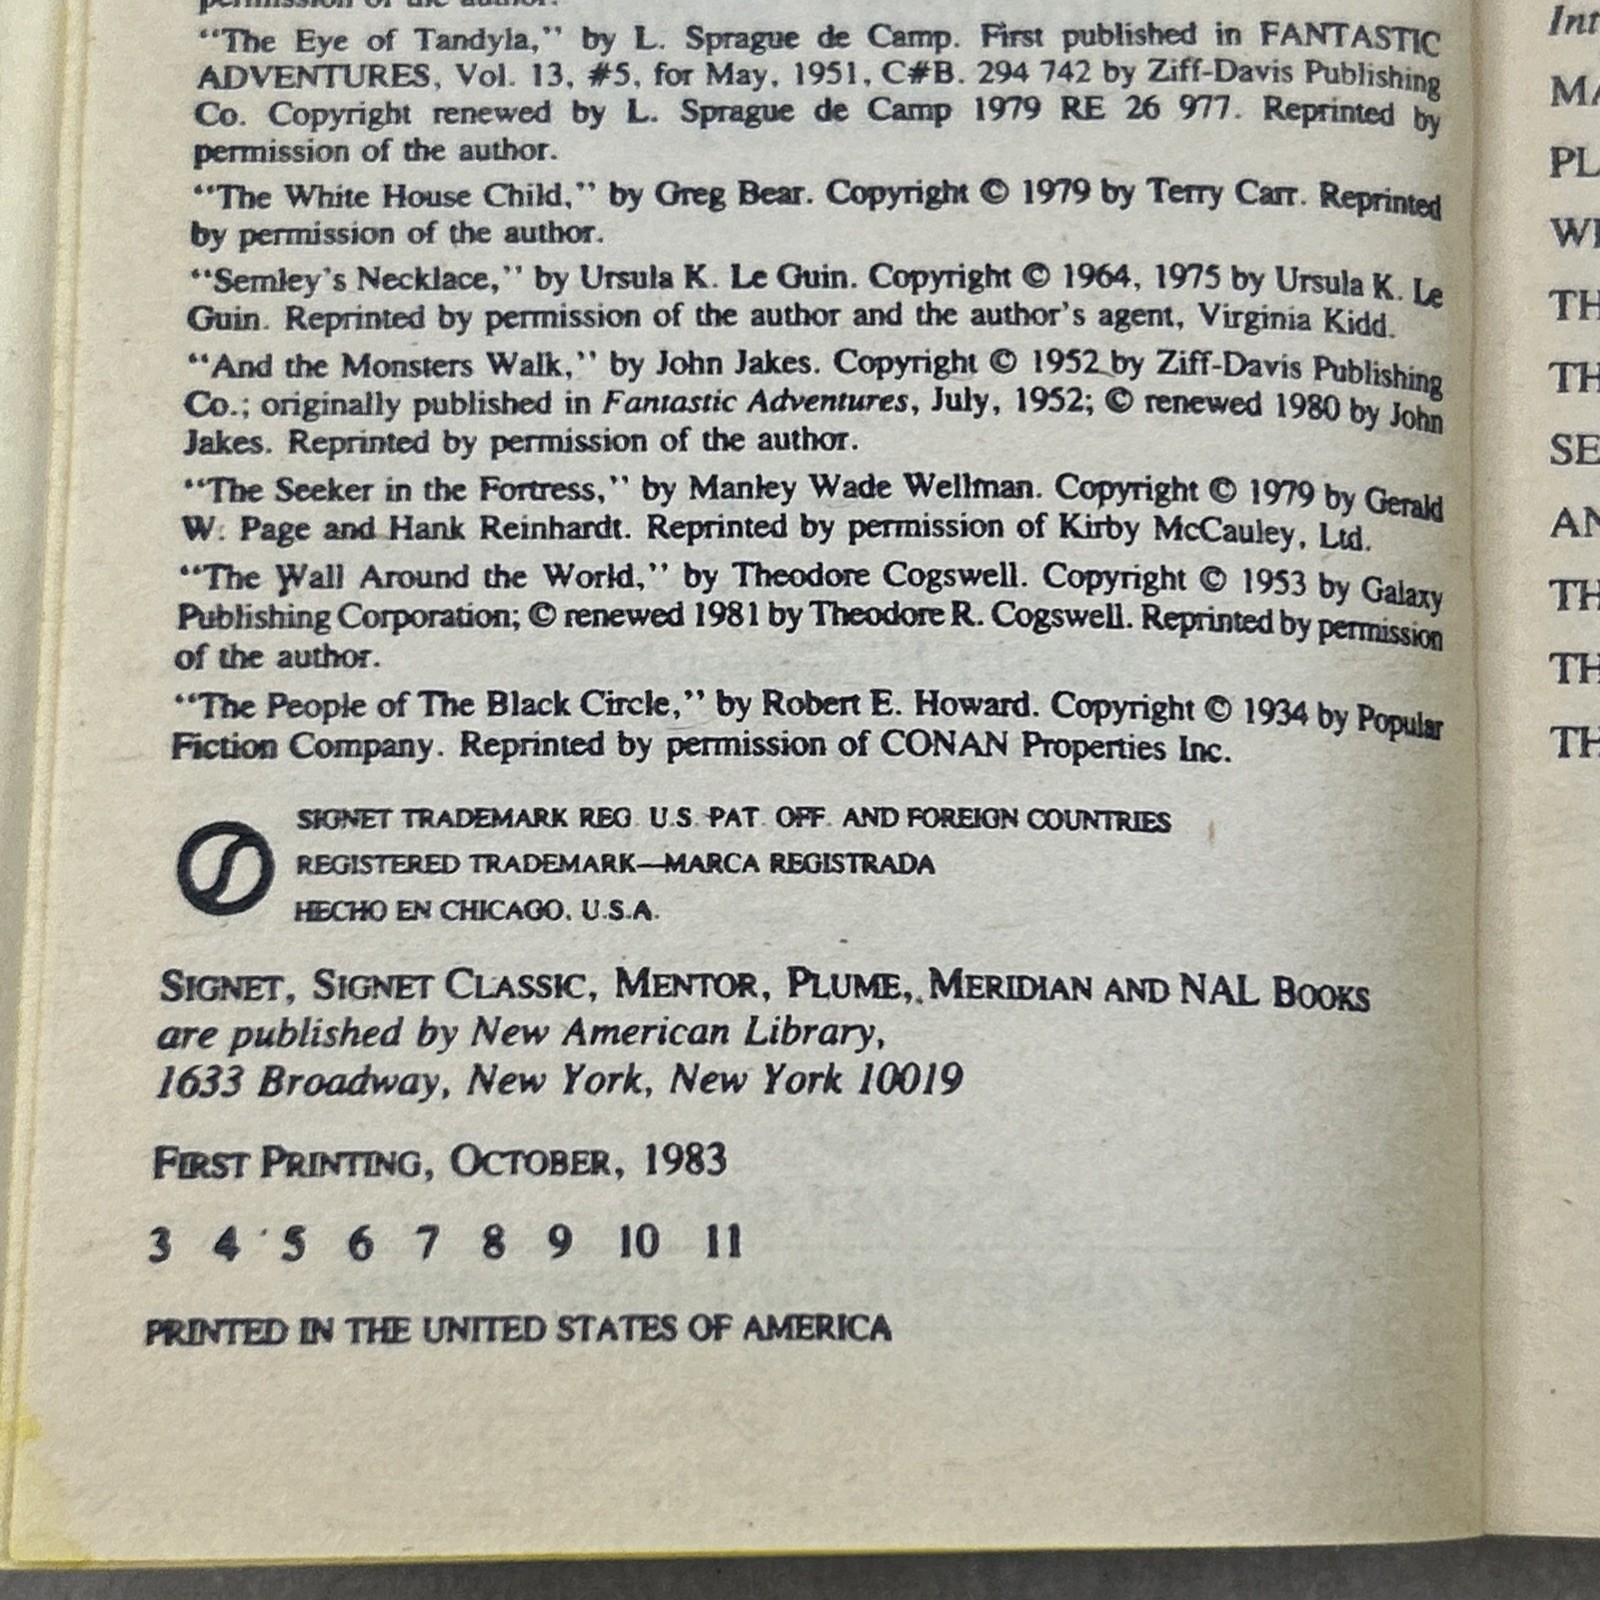 permission of the author.
“The Eye of Tandyla,” by L. Sprague de Camp. First published in FANTASTIC
ADVENTURES, Vol. 13, #5, for May, 1951, C#B. 294 742 by Ziff-Davis Publishing
Co. Copyright renewed by L. Sprague de Camp 1979 RE 26 977. Reprinted by
permission of the author.
“The White House Child,” by Greg Bear. Copyright © 1979 by Terry Carr. Reprinted
by permission of the author.
“Semley's Necklace,” by Ursula K. Le Guin. Copyright © 1964, 1975 by Ursula K. Le
Guin. Reprinted by permission of the author and the author's agent, Virginia Kidd.
“And the Monsters Walk,” by John Jakes. Copyright © 1952 by Ziff-Davis Publishing
Co.; originally published in Fantastic Adventures, July, 1952; © renewed 1980 by John
Jakes. Reprinted by permission of the author.
“The Seeker in the Fortress,” by Manley Wade Wellman. Copyright © 1979 by Gerald
W. Page and Hank Reinhardt. Reprinted by permission of Kirby McCauley, Ltd.
“The Wall Around the World,” by Theodore Cogswell. Copyright © 1953 by Galaxy
Publishing Corporation; © renewed 1981 by Theodore R. Cogswell. Reprinted by permission
of the author.
“The People of The Black Circle,” by Robert E. Howard. Copyright © 1934 by Popular
Fiction Company. Reprinted by permission of CONAN Properties Inc.
SIGNET TRADEMARK REG. U.S. PAT. OFF. AND FOREIGN COUNTRIES
REGISTERED TRADEMARK—MARCA REGISTRADA
HECHO EN CHICAGO, U.S.A.
SIGNET, SIGNET CLASSIC, MENTOR, PLUME, MERIDIAN AND NAL BOOKS
are published by New American Library,
1633 Broadway, New York, New York 10019
FIRST PRINTING, OCTOBER, 1983
3 4 5 6 7 8 9 10 11
PRINTED IN THE UNITED STATES OF AMERICA
Int
MA
PL
TH
TH
SE
AN
TH
TH
TH